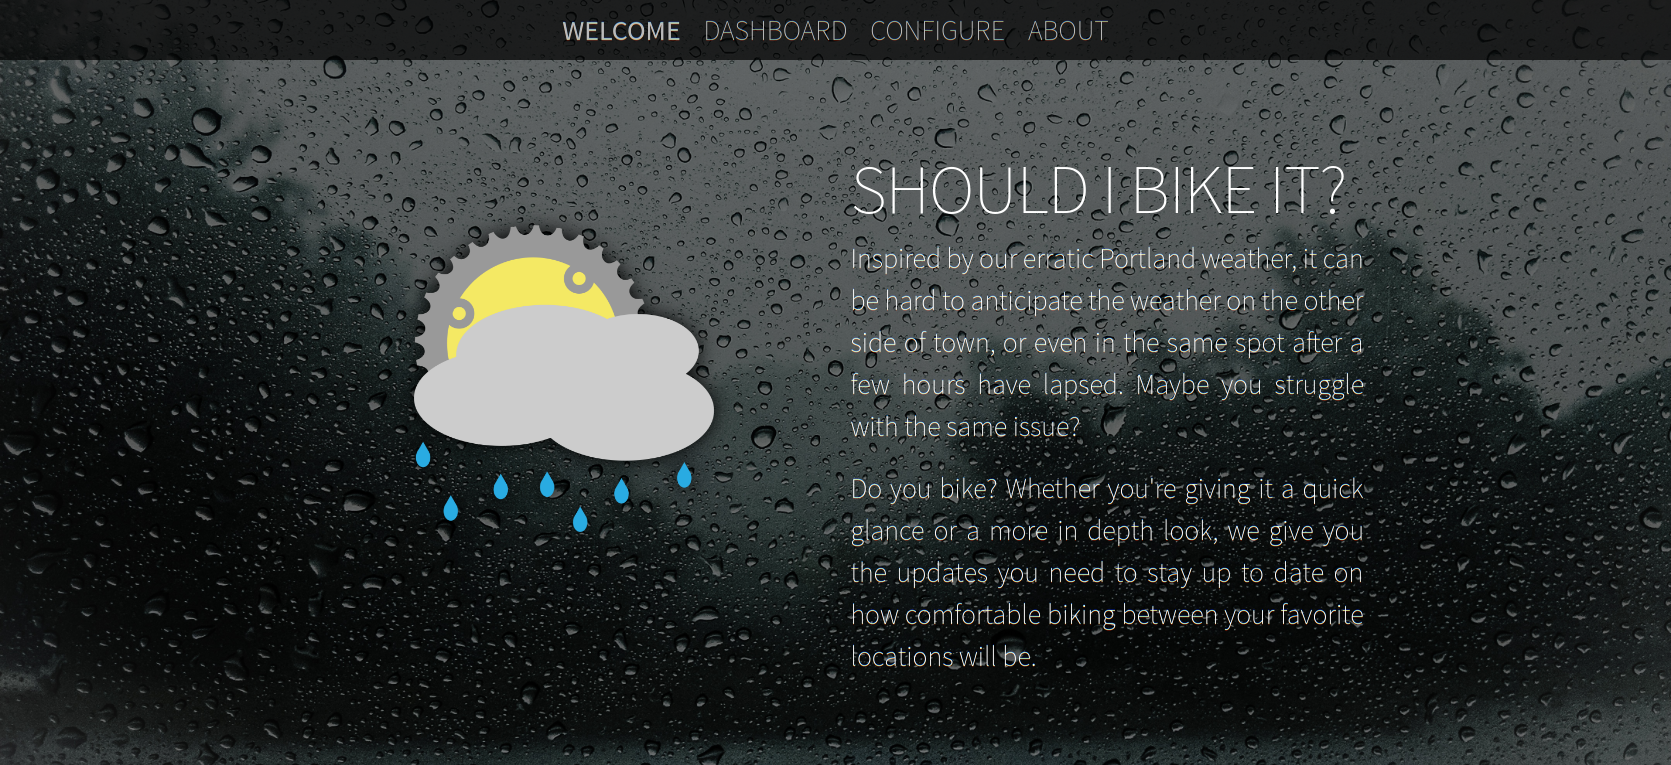 WELCOME DASHBOARD CONFIGURE ABOUT
SHOULD I BIKE IT?
Inspired by our erratic Portland weather, it can
be hard to anticipate the weather on the other
side of town, or even in the same spot after a
few hours have lapsed. Maybe you struggle
with the same issue?
Do you bike? Whether you're giving it a quick
glance or a more in depth look, we give you
the updates you need to stay up to date on
how comfortable biking between your favorite
locations will be.